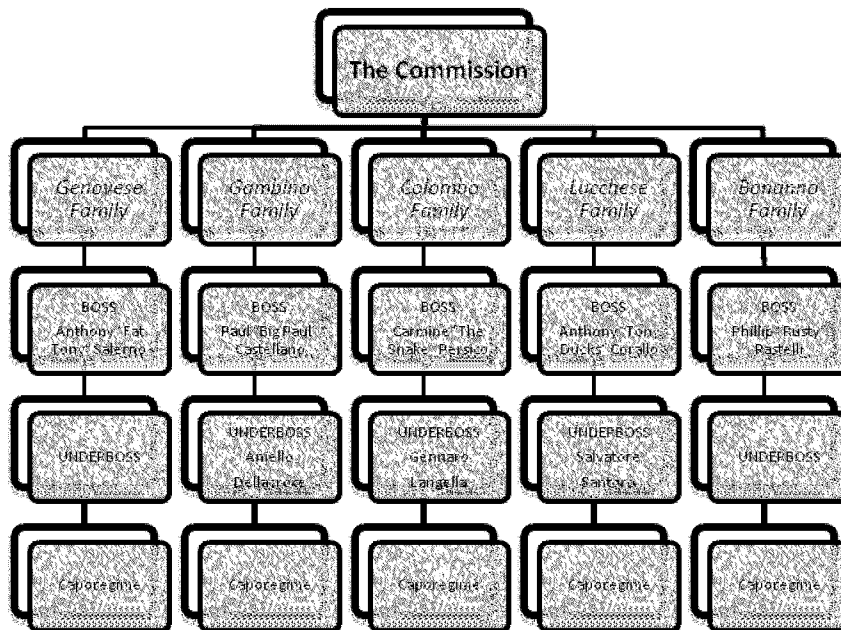 The Commission
Genovese
Family
Gambino
Family
Colombo
Family
Lucchese
Family
Bonanno
Family
BOSS
Anthony "Fat
Tony" Salerno
BOSS
Paul "Big Paul"
Castellano
BOSS
Carmine "The
Snake" Persico
BOSS
Anthony "Tony
Ducks" Corallo
BOSS
Phillip "Rusty"
Rastelli
UNDERBOSS
UNDERBOSS
Aniello
Dellacroce
UNDERBOSS
Gennaro
Langella
UNDERBOSS
Salvatore
Santoro
UNDERBOSS
Caporegime
Caporegime
Caporegime
Caporegime
Caporegime